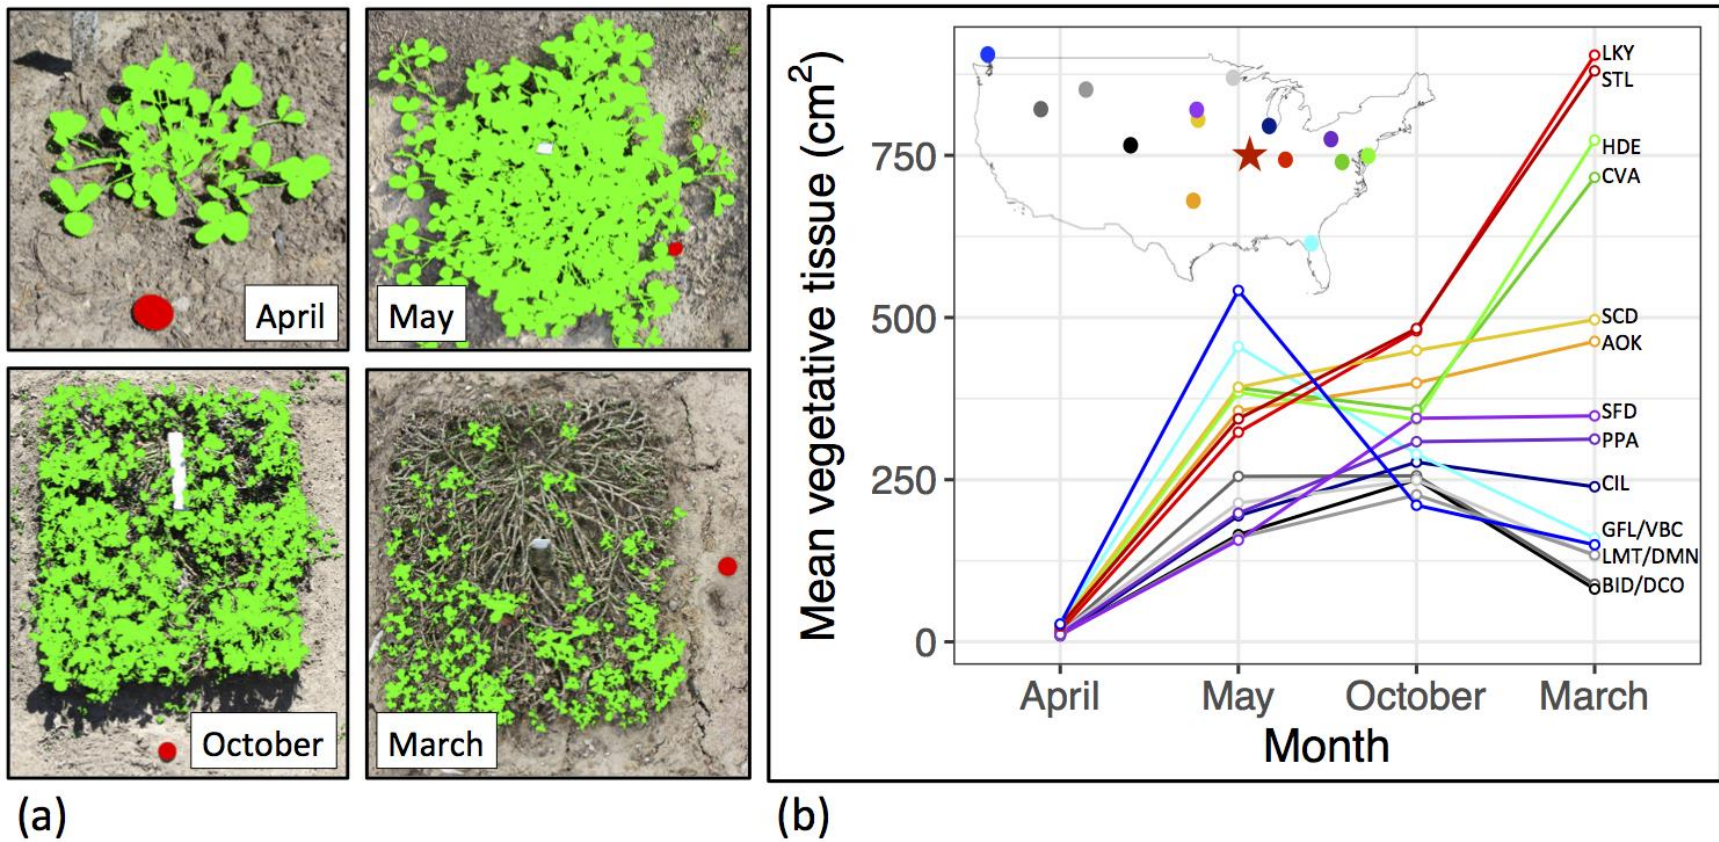 April
May
October
March
(a)
Mean vegetative tissue (cm²)
750
500
250
0
LKY
STL
HDE
CVA
SCD
AOK
SFD
PPA
CIL
GFL/VBC
LMT/DMN
BID/DCO
April May October March
Month
(b)